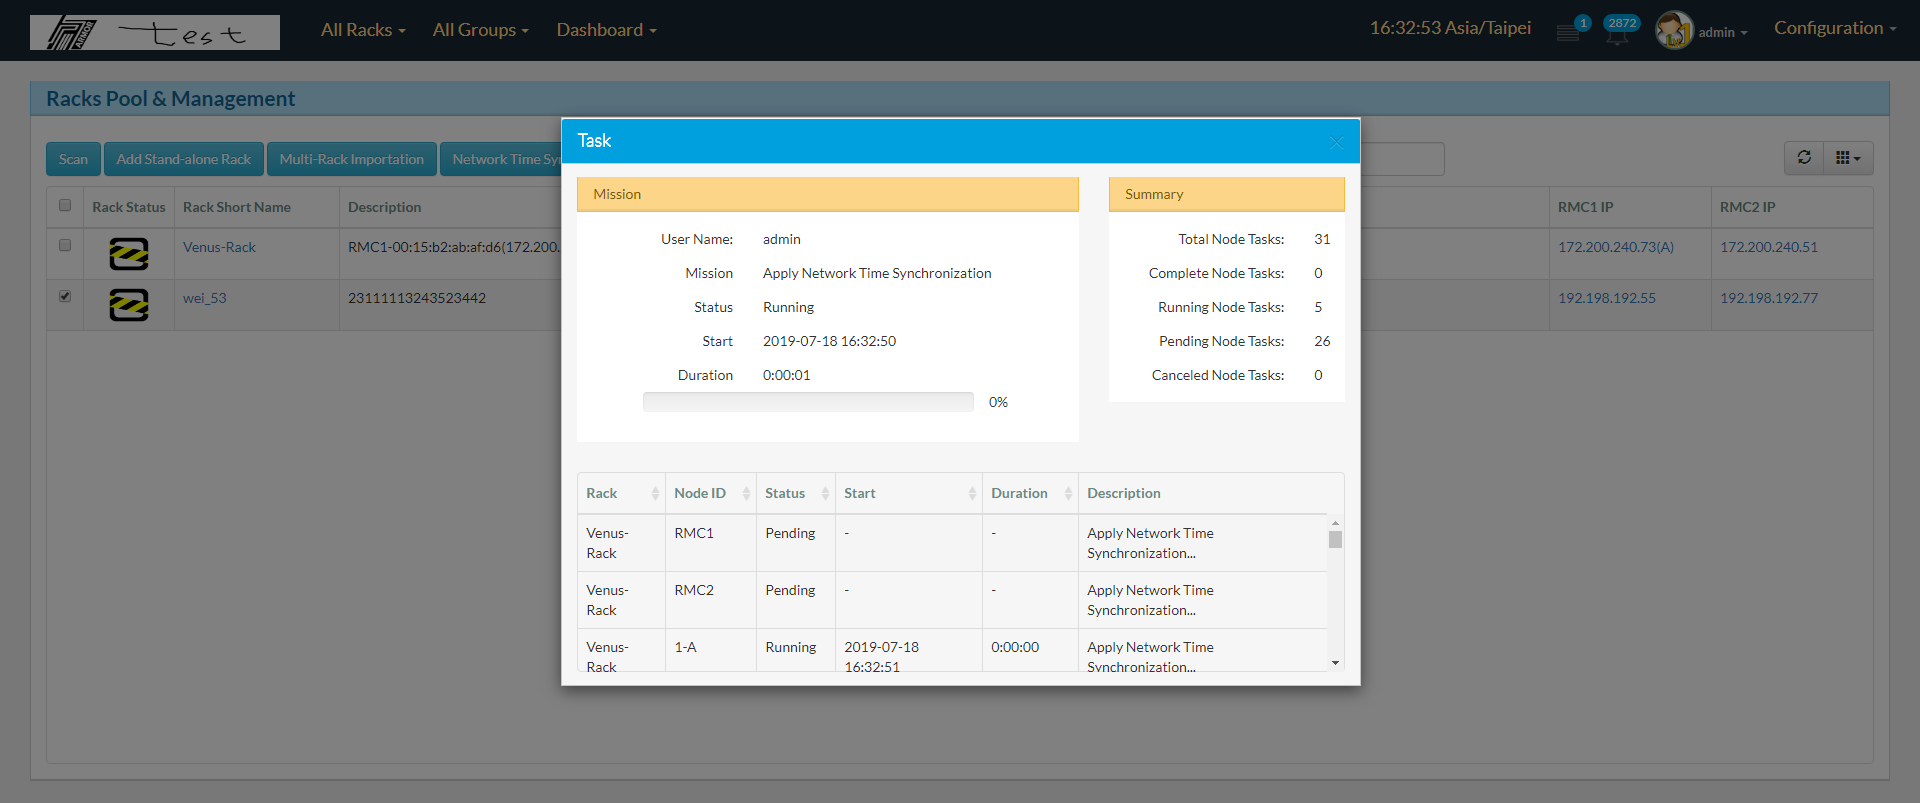 ARMOR test All Racks All Groups Dashboard 16:32:53 Asia/Taipei 1 2872 admin Configuration
Racks Pool & Management
Task
Scan Add Stand-alone Rack Multi-Rack Importation Network Time
Mission
User Name: admin
Mission Apply Network Time Synchronization
Status Running
Start 2019-07-18 16:32:50
Duration 0:00:01
0%
Summary
Total Node Tasks: 31
Complete Node Tasks: 0
Running Node Tasks: 5
Pending Node Tasks: 26
Canceled Node Tasks: 0
Rack Status Rack Short Name Description RMC1 IP RMC2 IP
Venus-Rack RMC1-00:15:b2:ab:af:d6(172.200. 172.200.240.73(A) 172.200.240.51
wei_53 23111113243523442 192.198.192.55 192.198.192.77
Rack Node ID Status Start Duration Description
Venus- RMC1 Pending - - Apply Network Time
Rack Synchronization...
Venus- RMC2 Pending - - Apply Network Time
Rack Synchronization...
Venus- 1-A Running 2019-07-18 0:00:00 Apply Network Time
Rack 16:32:51 Synchronization...